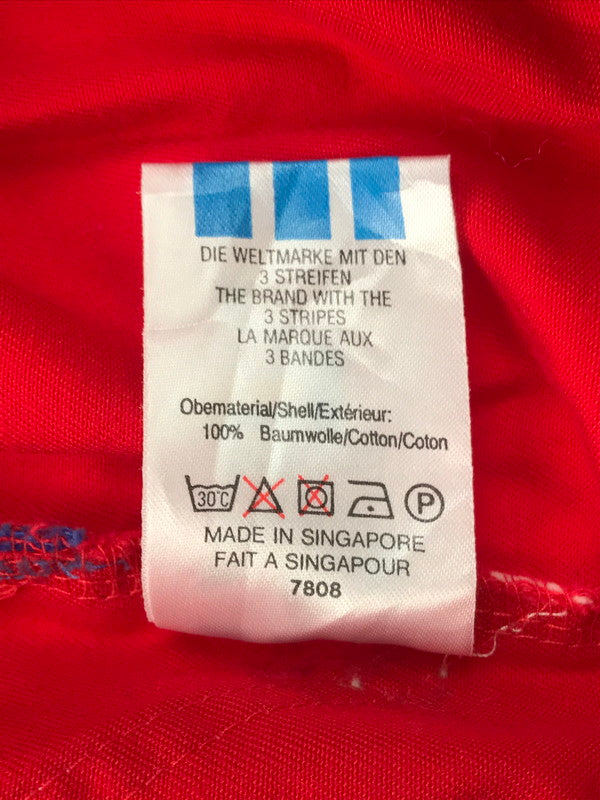 DIE WELTMARKE MIT DEN
3 STREIFEN
THE BRAND WITH THE
3 STRIPES
LA MARQUE AUX
3 BANDES
Obematerial/Shell/Extérieur:
100% Baumwolle/Cotton/Coton
30°C P
MADE IN SINGAPORE
FAIT A SINGAPOUR
7808